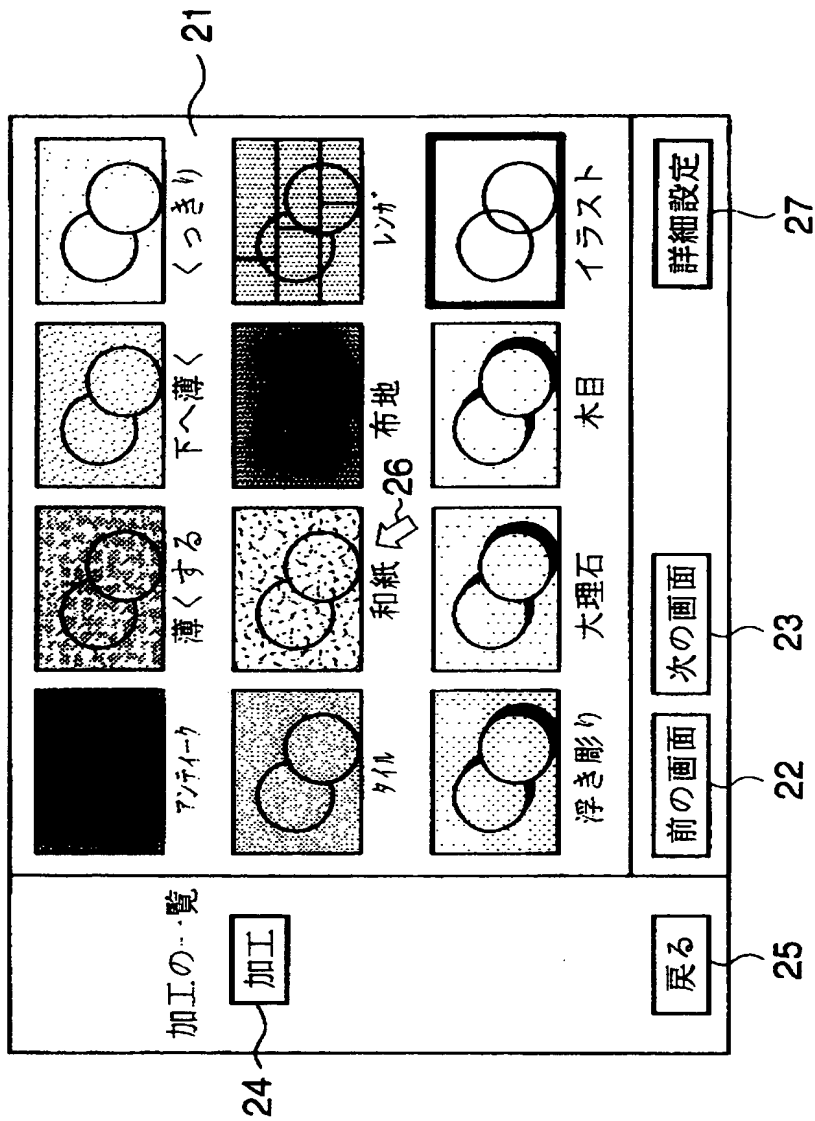 加工の一覧
アンティーク
薄くする
下へ薄く
くっきり
21
24
加工
タイル
和紙
布地
レンガ
26
浮き彫り
大理石
木目
イラスト
戻る
前の画面
次の画面
詳細設定
25
22
23
27